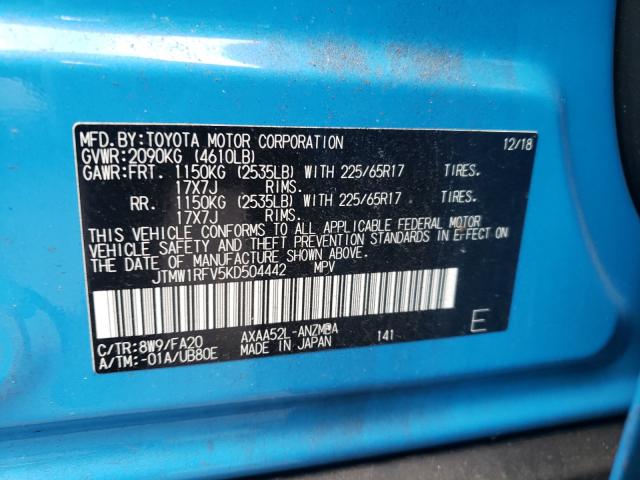 MFD.BY:TOYOTA MOTOR CORPORATION 12/18
GVWR:2090KG (4610LB)
GAWR:FRT. 1150KG (2535LB) WITH 225/65R17 TIRES.
17X7J RIMS.
RR. 1150KG (2535LB) WITH 225/65R17 TIRES.
17X7J RIMS.
THIS VEHICLE CONFORMS TO ALL APPLICABLE FEDERAL MOTOR
VEHICLE SAFETY AND THEFT PREVENTION STANDARDS IN EFFECT ON
THE DATE OF MANUFACTURE SHOWN ABOVE.
JTMW1RFV5KD504442 MPV
C/TR:8W9/FA20 AXAA52L-ANZMBA 141 E
A/TM:-01A/UB80E MADE IN JAPAN